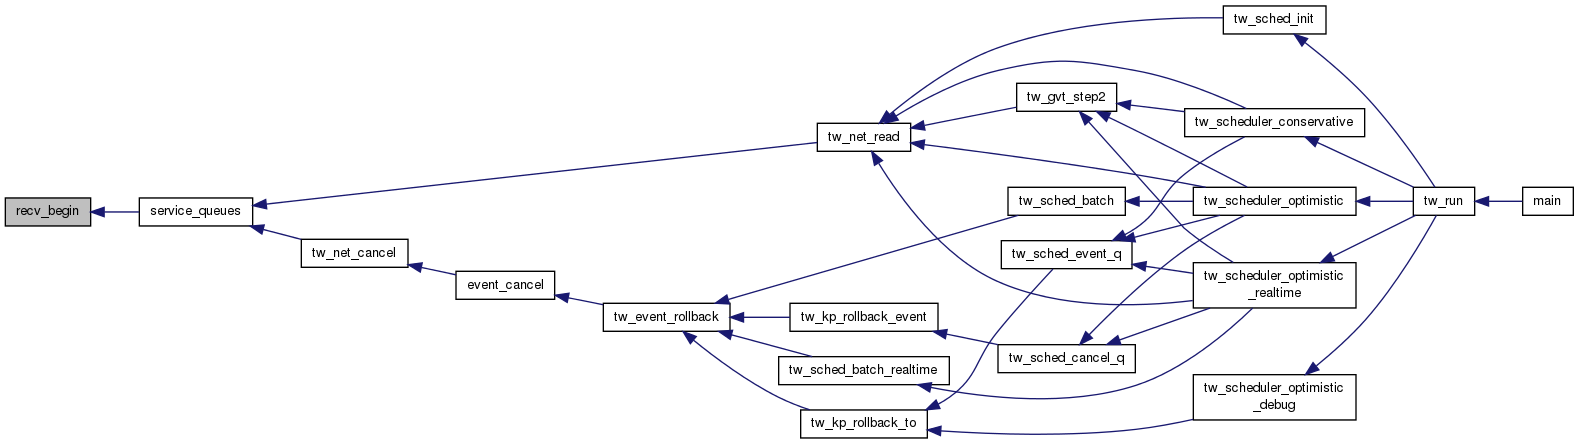 recv_begin
service_queues
tw_net_read
tw_net_cancel
event_cancel
tw_event_rollback
tw_sched_batch
tw_kp_rollback_event
tw_sched_batch_realtime
tw_kp_rollback_to
tw_gvt_step2
tw_sched_event_q
tw_sched_cancel_q
tw_sched_init
tw_scheduler_conservative
tw_scheduler_optimistic
tw_scheduler_optimistic
_realtime
tw_scheduler_optimistic
_debug
tw_run
main